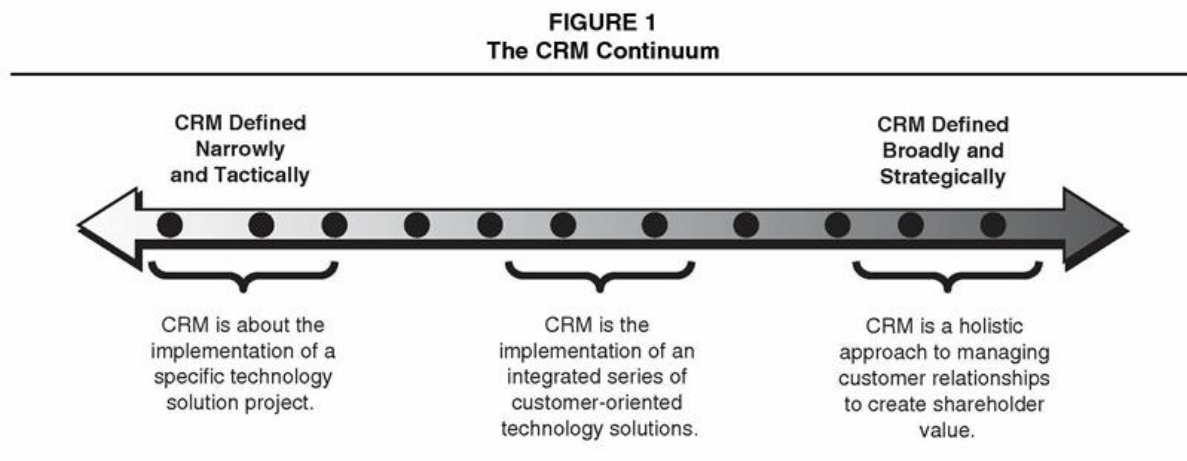 FIGURE 1
The CRM Continuum
CRM Defined
Narrowly
and Tactically
CRM Defined
Broadly and
Strategically
CRM is about the
implementation of a
specific technology
solution project.
CRM is the
implementation of an
integrated series of
customer-oriented
technology solutions.
CRM is a holistic
approach to managing
customer relationships
to create shareholder
value.